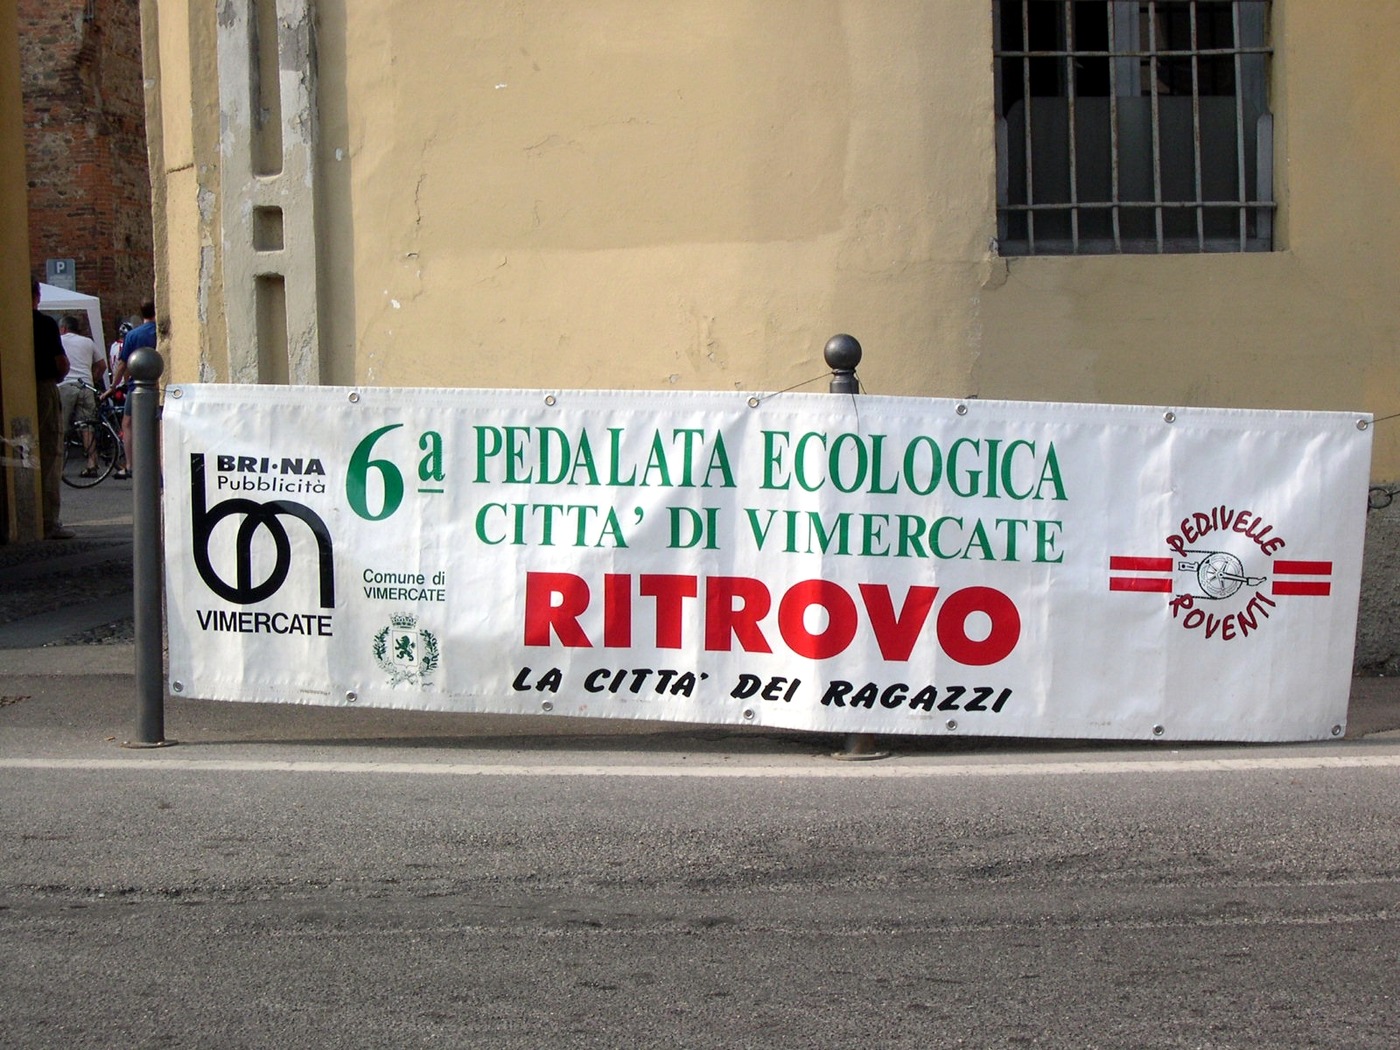 P
BRI•NA
Pubblicità
bn
VIMERCATE
6ª PEDALATA ECOLOGICA
CITTA' DI VIMERCATE
Comune di
VIMERCATE
RITROVO
LA CITTA' DEI RAGAZZI
PEDIVELLE
ROVENTI